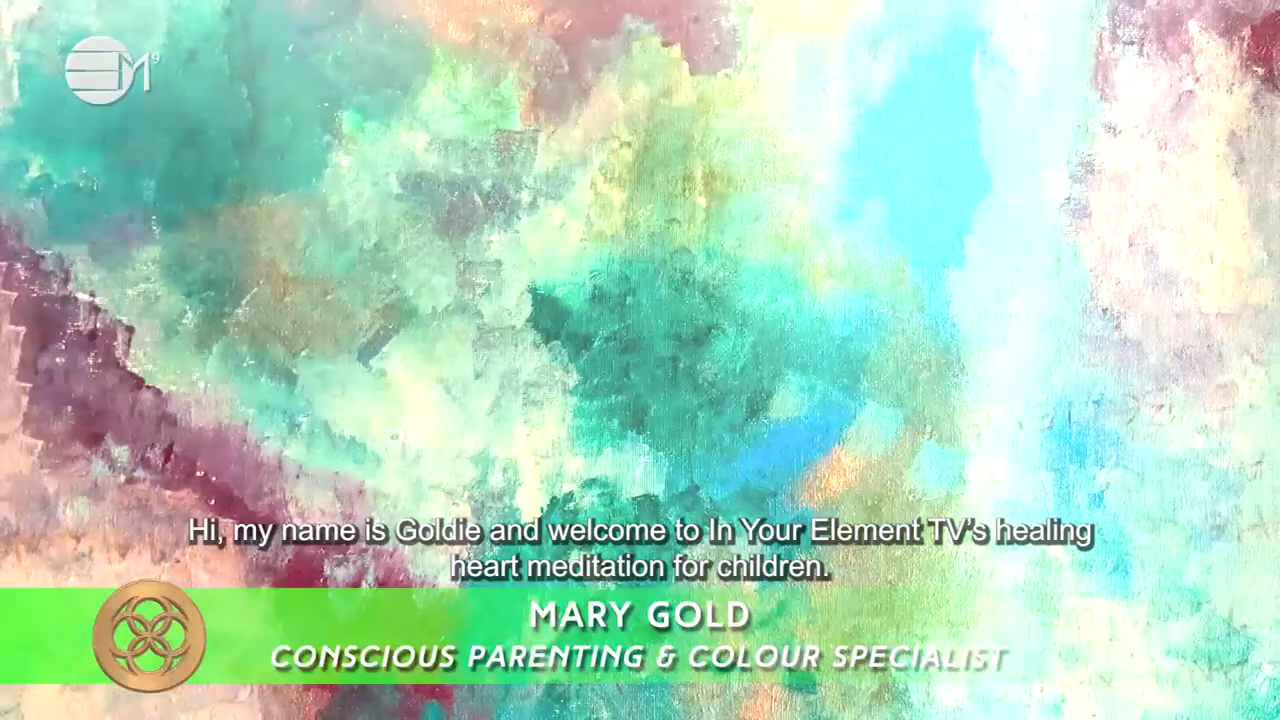 EM9
Hi, my name is Goldie and welcome to In Your Element TV's healing
heart meditation for children.
MARY GOLD
CONSCIOUS PARENTING & COLOUR SPECIALIST